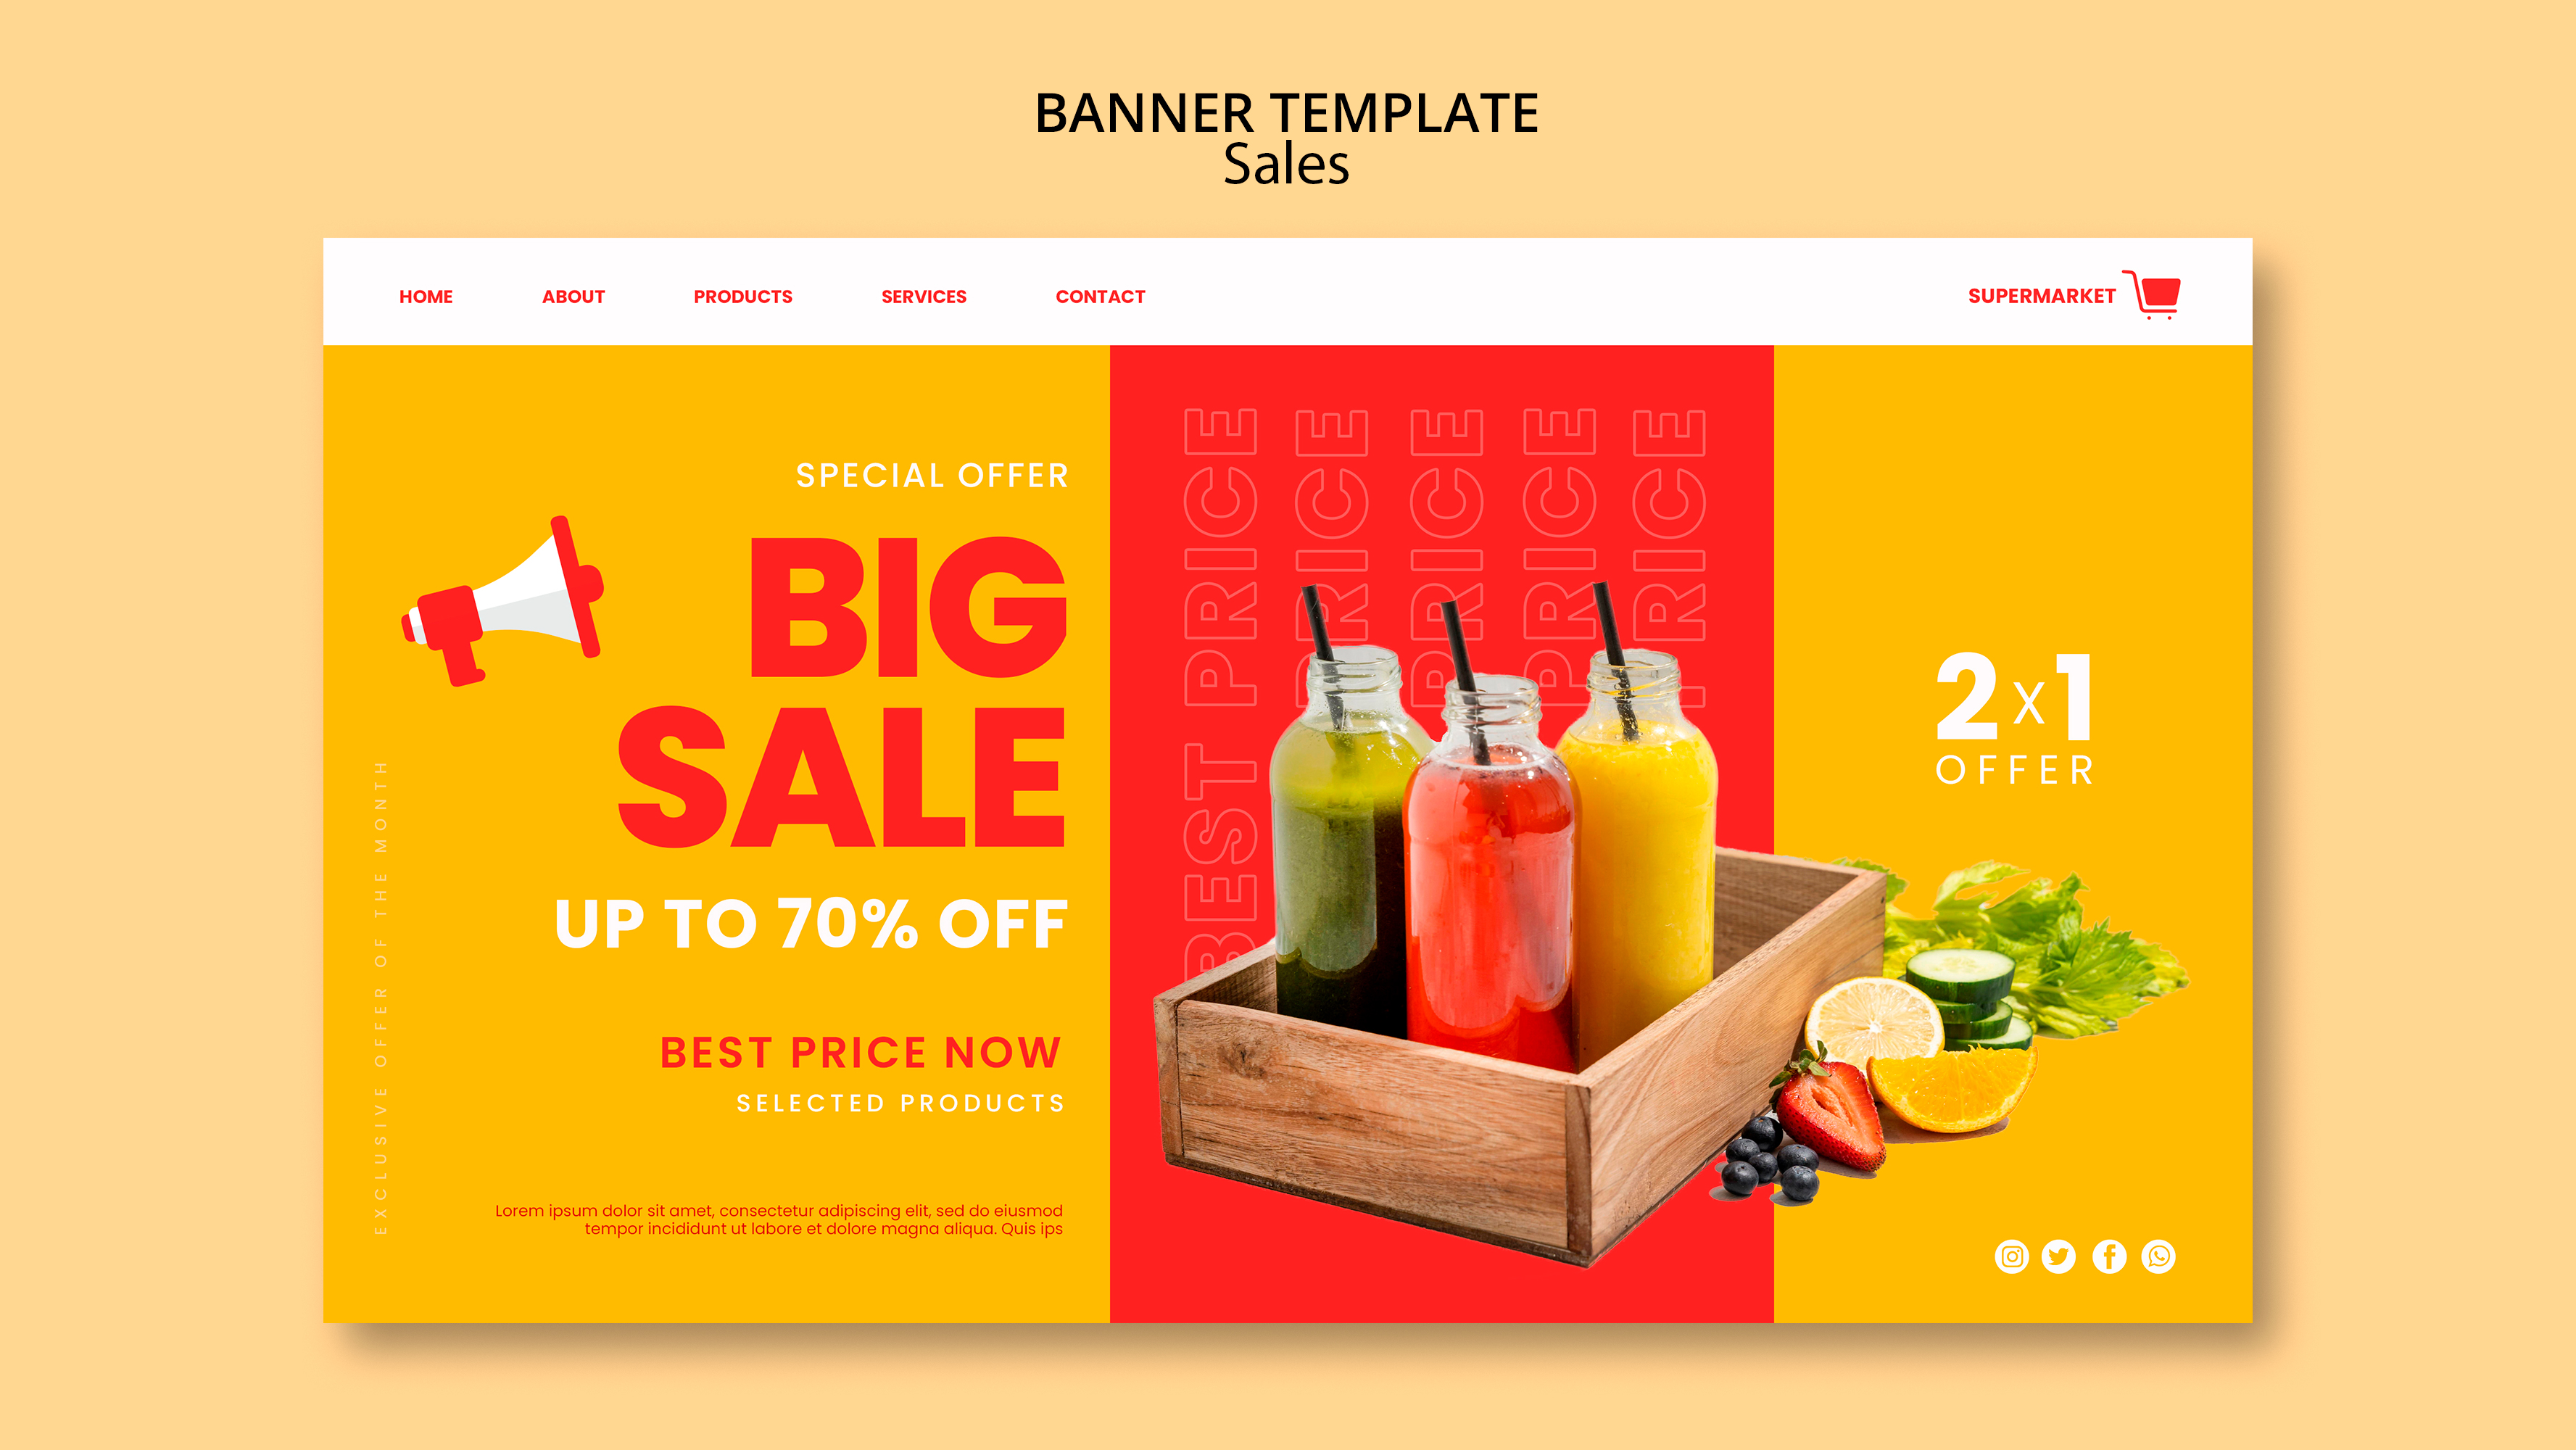 BANNER TEMPLATE
Sales
HOME ABOUT PRODUCTS SERVICES CONTACT
SUPERMARKET
SPECIAL OFFER
BIG
SALE
UP TO 70% OFF
BEST PRICE NOW
SELECTED PRODUCTS
Lorem ipsum dolor sit amet, consectetur adipiscing elit, sed do eiusmod
tempor incididunt ut labore et dolore magna aliqua. Quis ips
EXCLUSIVE OFFER OF THE MONTH
BEST PRICE
PRICE
PRICE
PRICE
PRICE
2x1
OFFER